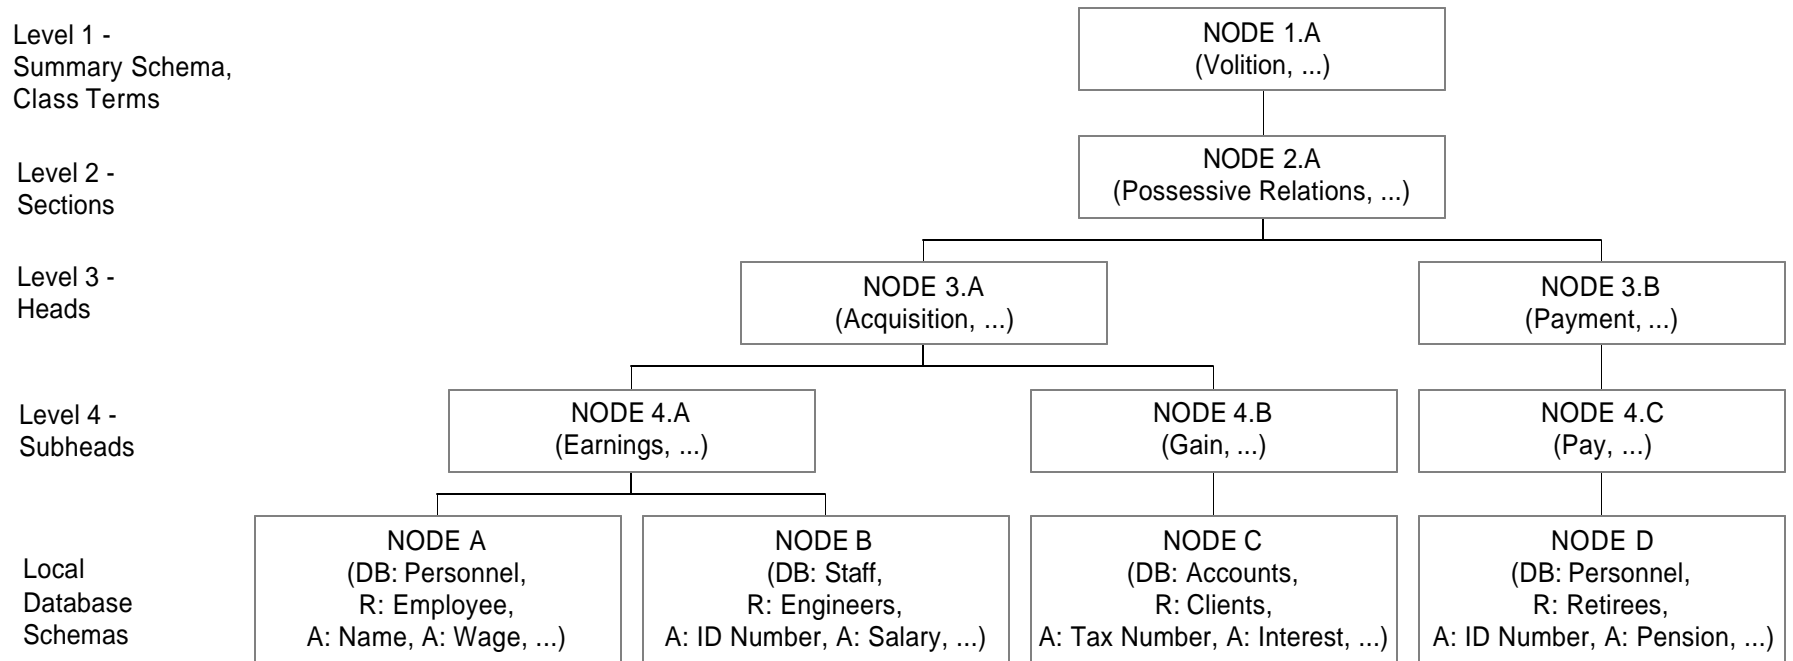 Level 1 -
Summary Schema,
Class Terms
NODE 1.A
(Volition, ...)
Level 2 -
Sections
NODE 2.A
(Possessive Relations, ...)
Level 3 -
Heads
NODE 3.A
(Acquisition, ...)
NODE 3.B
(Payment, ...)
Level 4 -
Subheads
NODE 4.A
(Earnings, ...)
NODE 4.B
(Gain, ...)
NODE 4.C
(Pay, ...)
Local
Database
Schemas
NODE A
(DB: Personnel,
R: Employee,
A: Name, A: Wage, ...)
NODE B
(DB: Staff,
R: Engineers,
A: ID Number, A: Salary, ...)
NODE C
(DB: Accounts,
R: Clients,
A: Tax Number, A: Interest, ...)
NODE D
(DB: Personnel,
R: Retirees,
A: ID Number, A: Pension, ...)